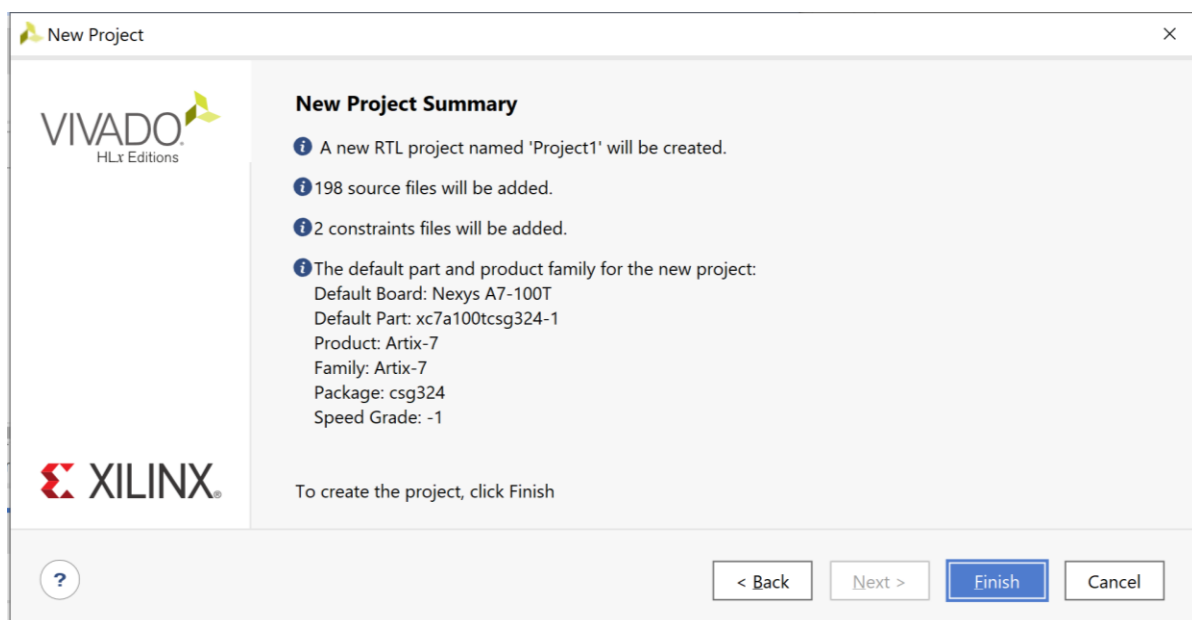 New Project
VIVADO.
HLx Editions
New Project Summary
A new RTL project named 'Project1' will be created.
198 source files will be added.
2 constraints files will be added.
The default part and product family for the new project:
Default Board: Nexys A7-100T
Default Part: xc7a100tcsg324-1
Product: Artix-7
Family: Artix-7
Package: csg324
Speed Grade: -1
XILINX®
To create the project, click Finish
?
< Back
Next >
Finish
Cancel